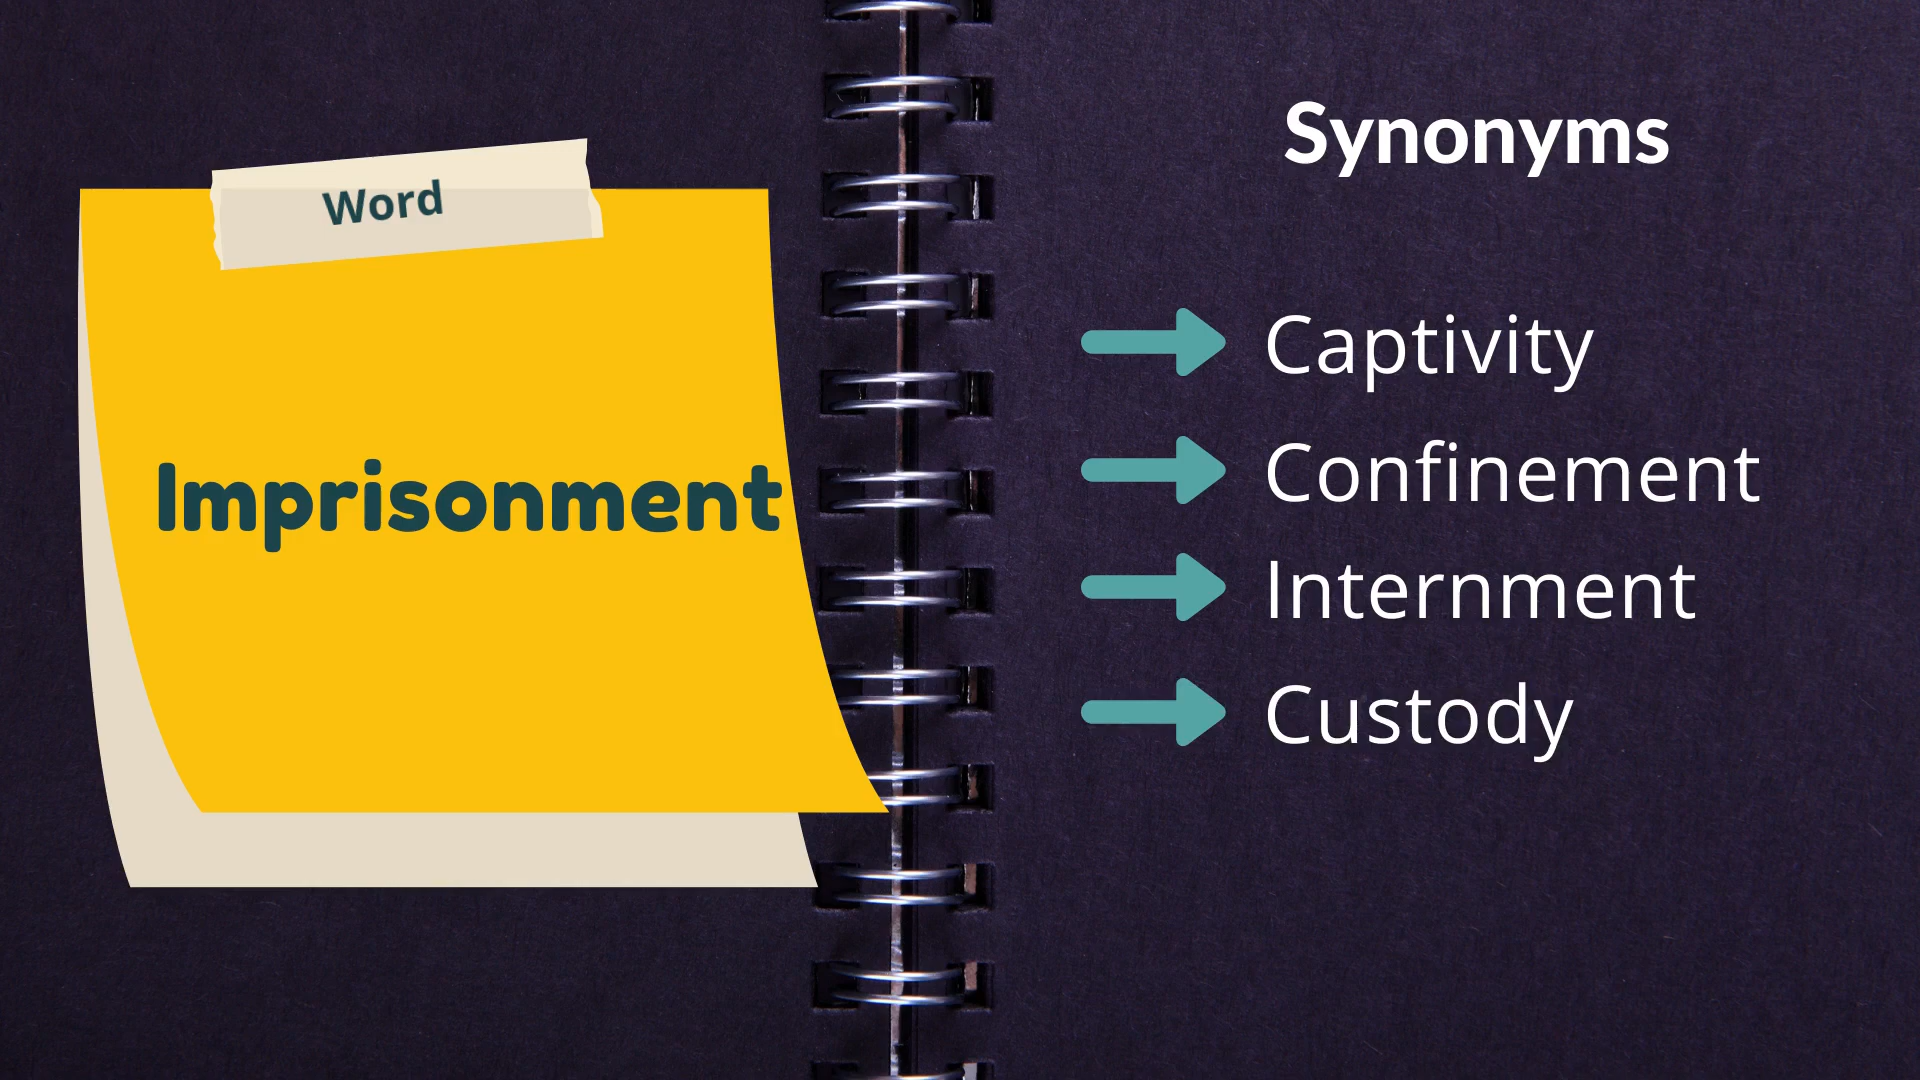 Word
Imprisonment
Synonyms
Captivity
Confinement
Internment
Custody